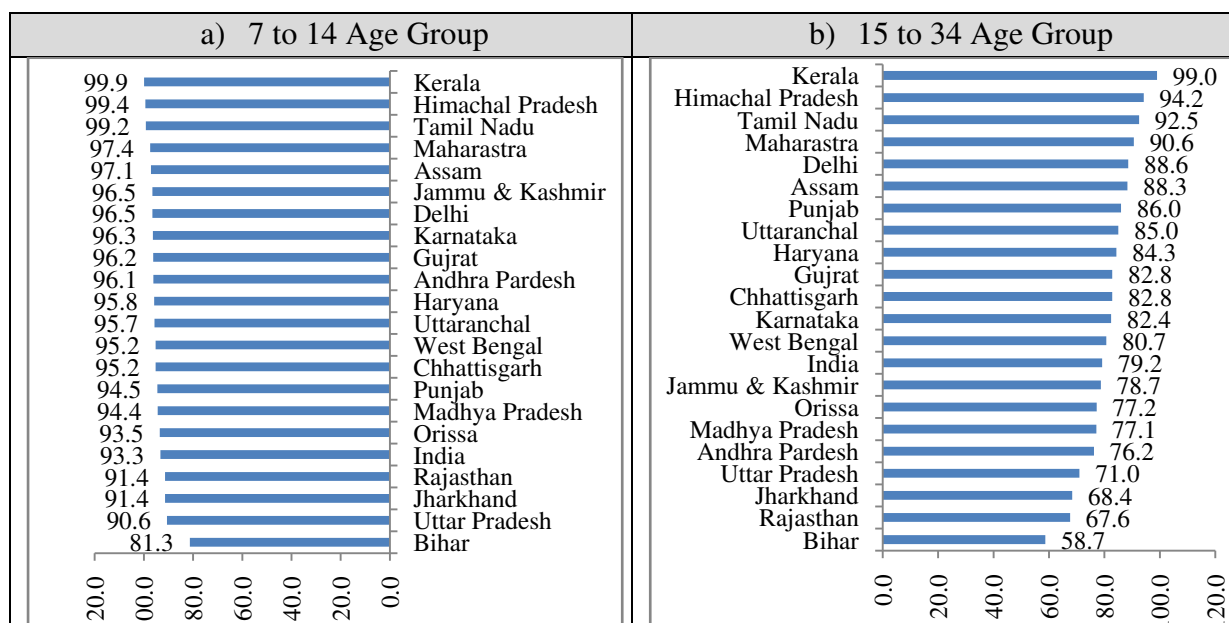 a) 7 to 14 Age Group
99.9 Kerala
99.4 Himachal Pradesh
99.2 Tamil Nadu
97.4 Maharastra
97.1 Assam
96.5 Jammu & Kashmir
96.5 Delhi
96.3 Karnataka
96.2 Gujrat
96.1 Andhra Pardesh
95.8 Haryana
95.7 Uttaranchal
95.2 West Bengal
95.2 Chhattisgarh
94.5 Punjab
94.4 Madhya Pradesh
93.5 Orissa
93.3 India
91.4 Rajasthan
91.4 Jharkhand
90.6 Uttar Pradesh
81.3 Bihar
20.0 00.0 80.0 60.0 40.0 20.0 0.0
b) 15 to 34 Age Group
Kerala 99.0
Himachal Pradesh 94.2
Tamil Nadu 92.5
Maharastra 90.6
Delhi 88.6
Assam 88.3
Punjab 86.0
Uttaranchal 85.0
Haryana 84.3
Gujrat 82.8
Chhattisgarh 82.8
Karnataka 82.4
West Bengal 80.7
India 79.2
Jammu & Kashmir 78.7
Orissa 77.2
Madhya Pradesh 77.1
Andhra Pardesh 76.2
Uttar Pradesh 71.0
Jharkhand 68.4
Rajasthan 67.6
Bihar 58.7
0.0 20.0 40.0 60.0 80.0 00.0 20.0